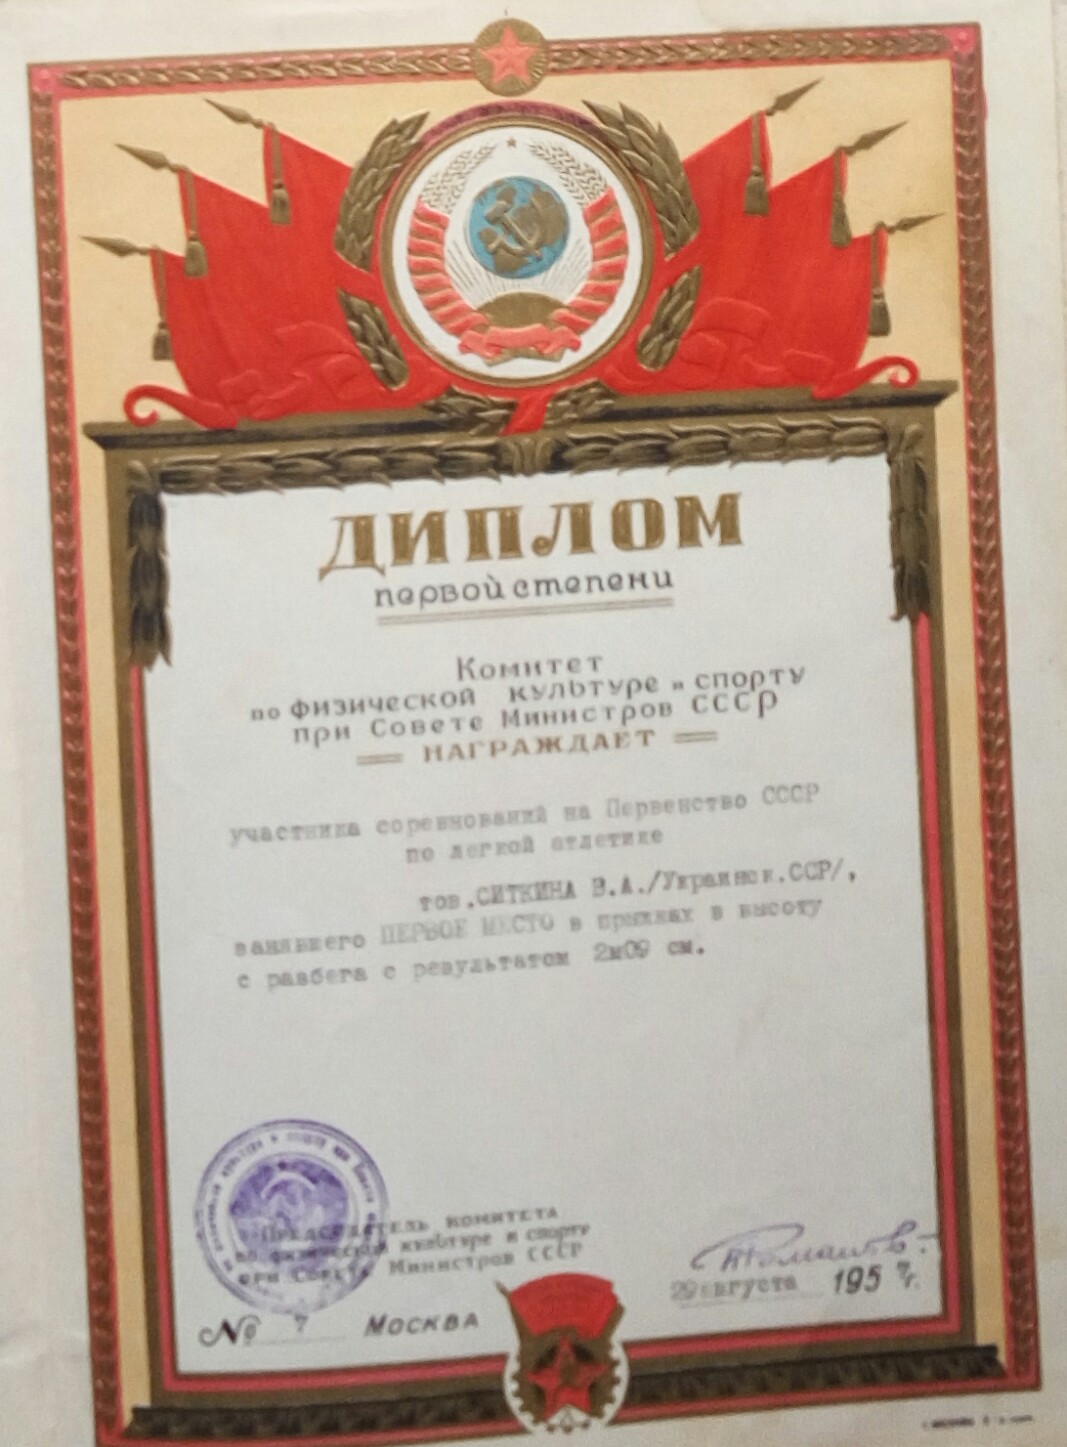 ДИПЛОМ
первой степени
Комитет
по физической культуре и спорту
при Совете Министров СССР
НАГРАЖДАЕТ
участника соревнований на Первенство СССР
по легкой атлетике
тов.СИТКИНА В.А./Украинск.ССР/,
занявшего ПЕРВОЕ МЕСТО в прыжках в высоту
с разбега с результатом 2м09 см.
Председатель комитета
по физической культуре и спорту
при Совете Министров СССР
29 августа 1957г.
№ 7 Москва